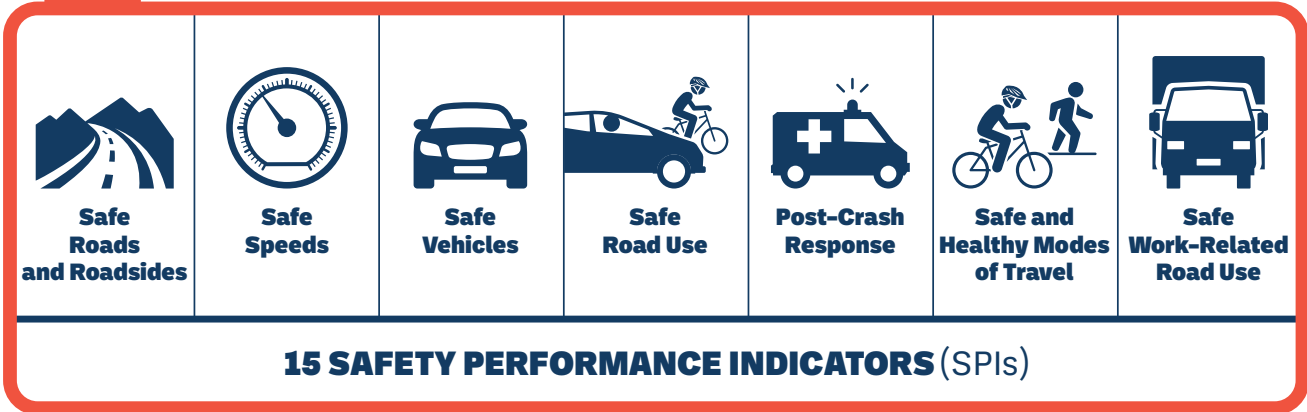 Safe
Roads
and Roadsides
Safe
Speeds
Safe
Vehicles
Safe
Road Use
Post-Crash
Response
Safe and
Healthy Modes
of Travel
Safe
Work-Related
Road Use
15 SAFETY PERFORMANCE INDICATORS (SPIs)